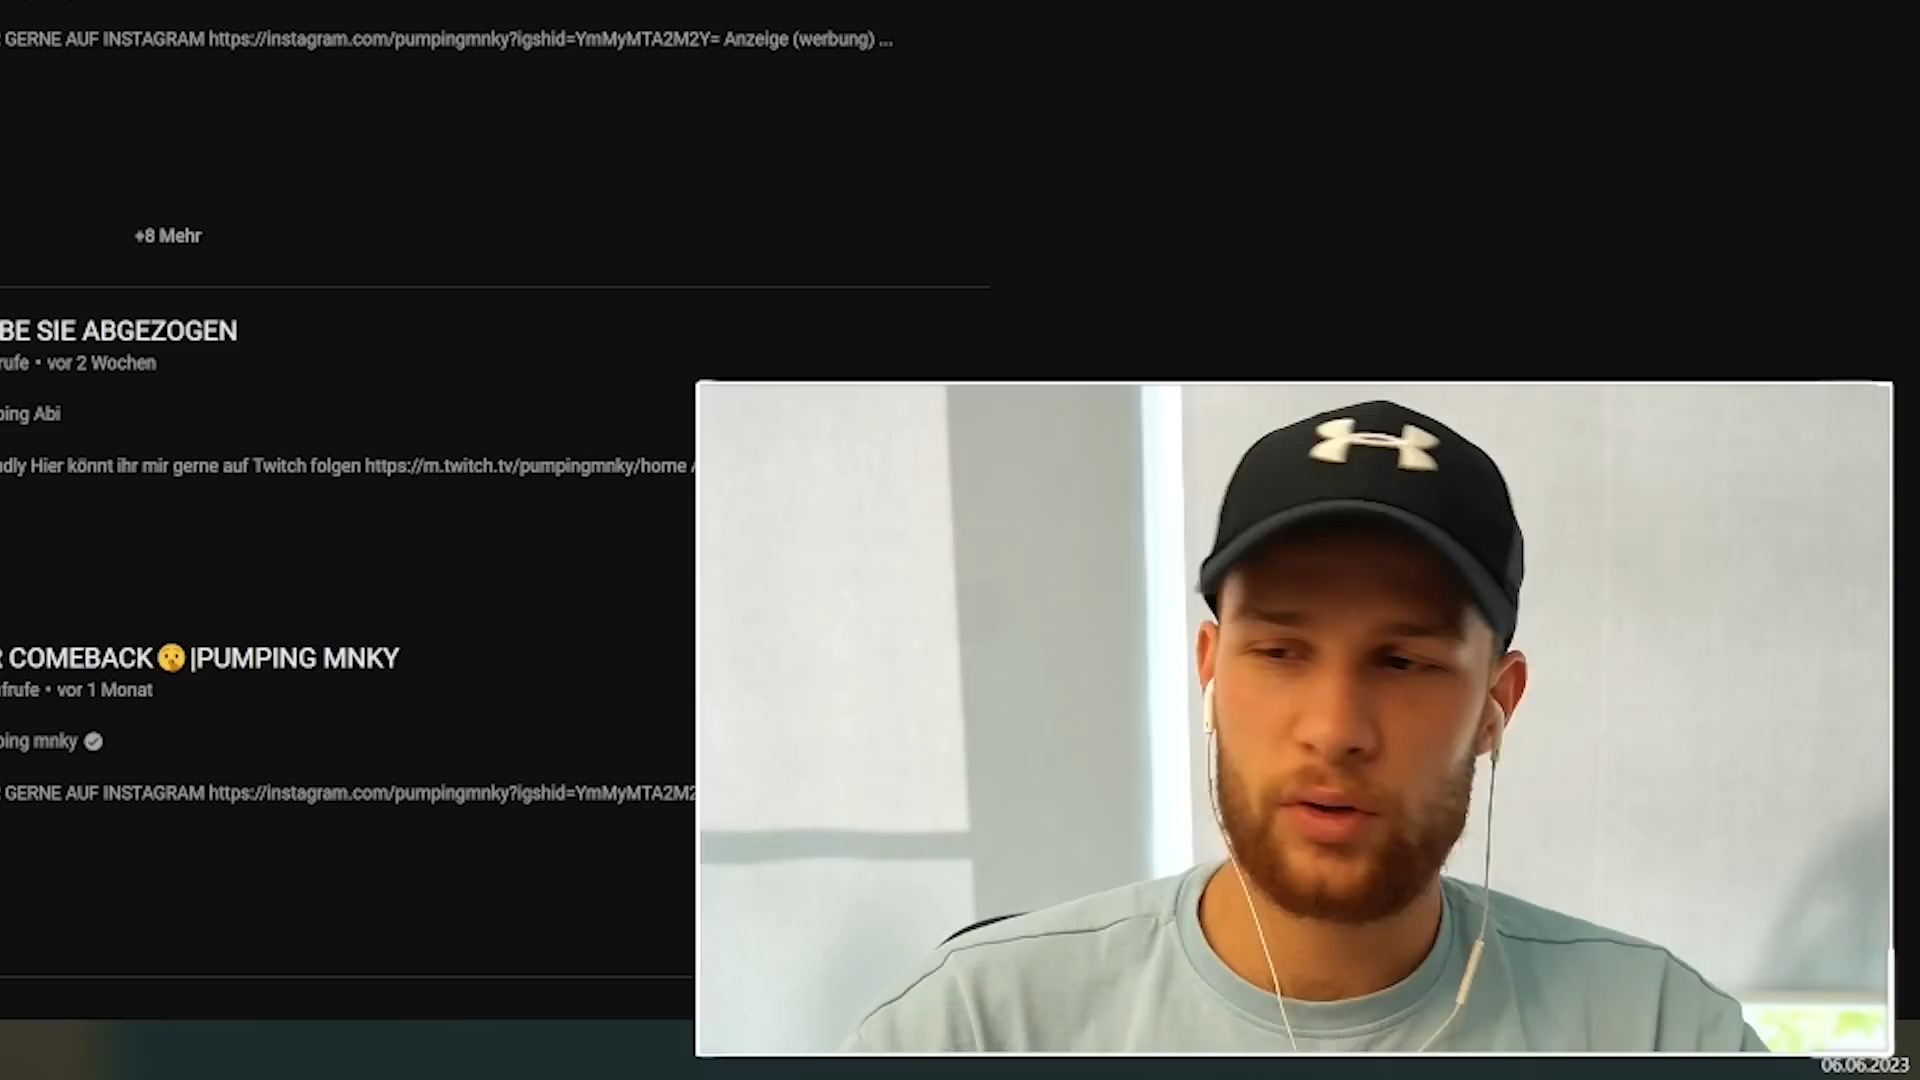 GERNE AUF INSTAGRAM https://instagram.com/pumpingmnky?igshid=YmMyMTA2M2Y= Anzeige (werbung) ...
+8 Mehr
BE SIE ABGEZOGEN
rufe • vor 2 Wochen
ping Abi
dly Hier könnt ihr mir gerne auf Twitch folgen https://m.twitch.tv/pumpingmnky/home
R COMEBACK🤫|PUMPING MNKY
frufe • vor 1 Monat
ping mnky
GERNE AUF INSTAGRAM https://instagram.com/pumpingmnky?igshid=YmMyMTA2M2
06.06.2023